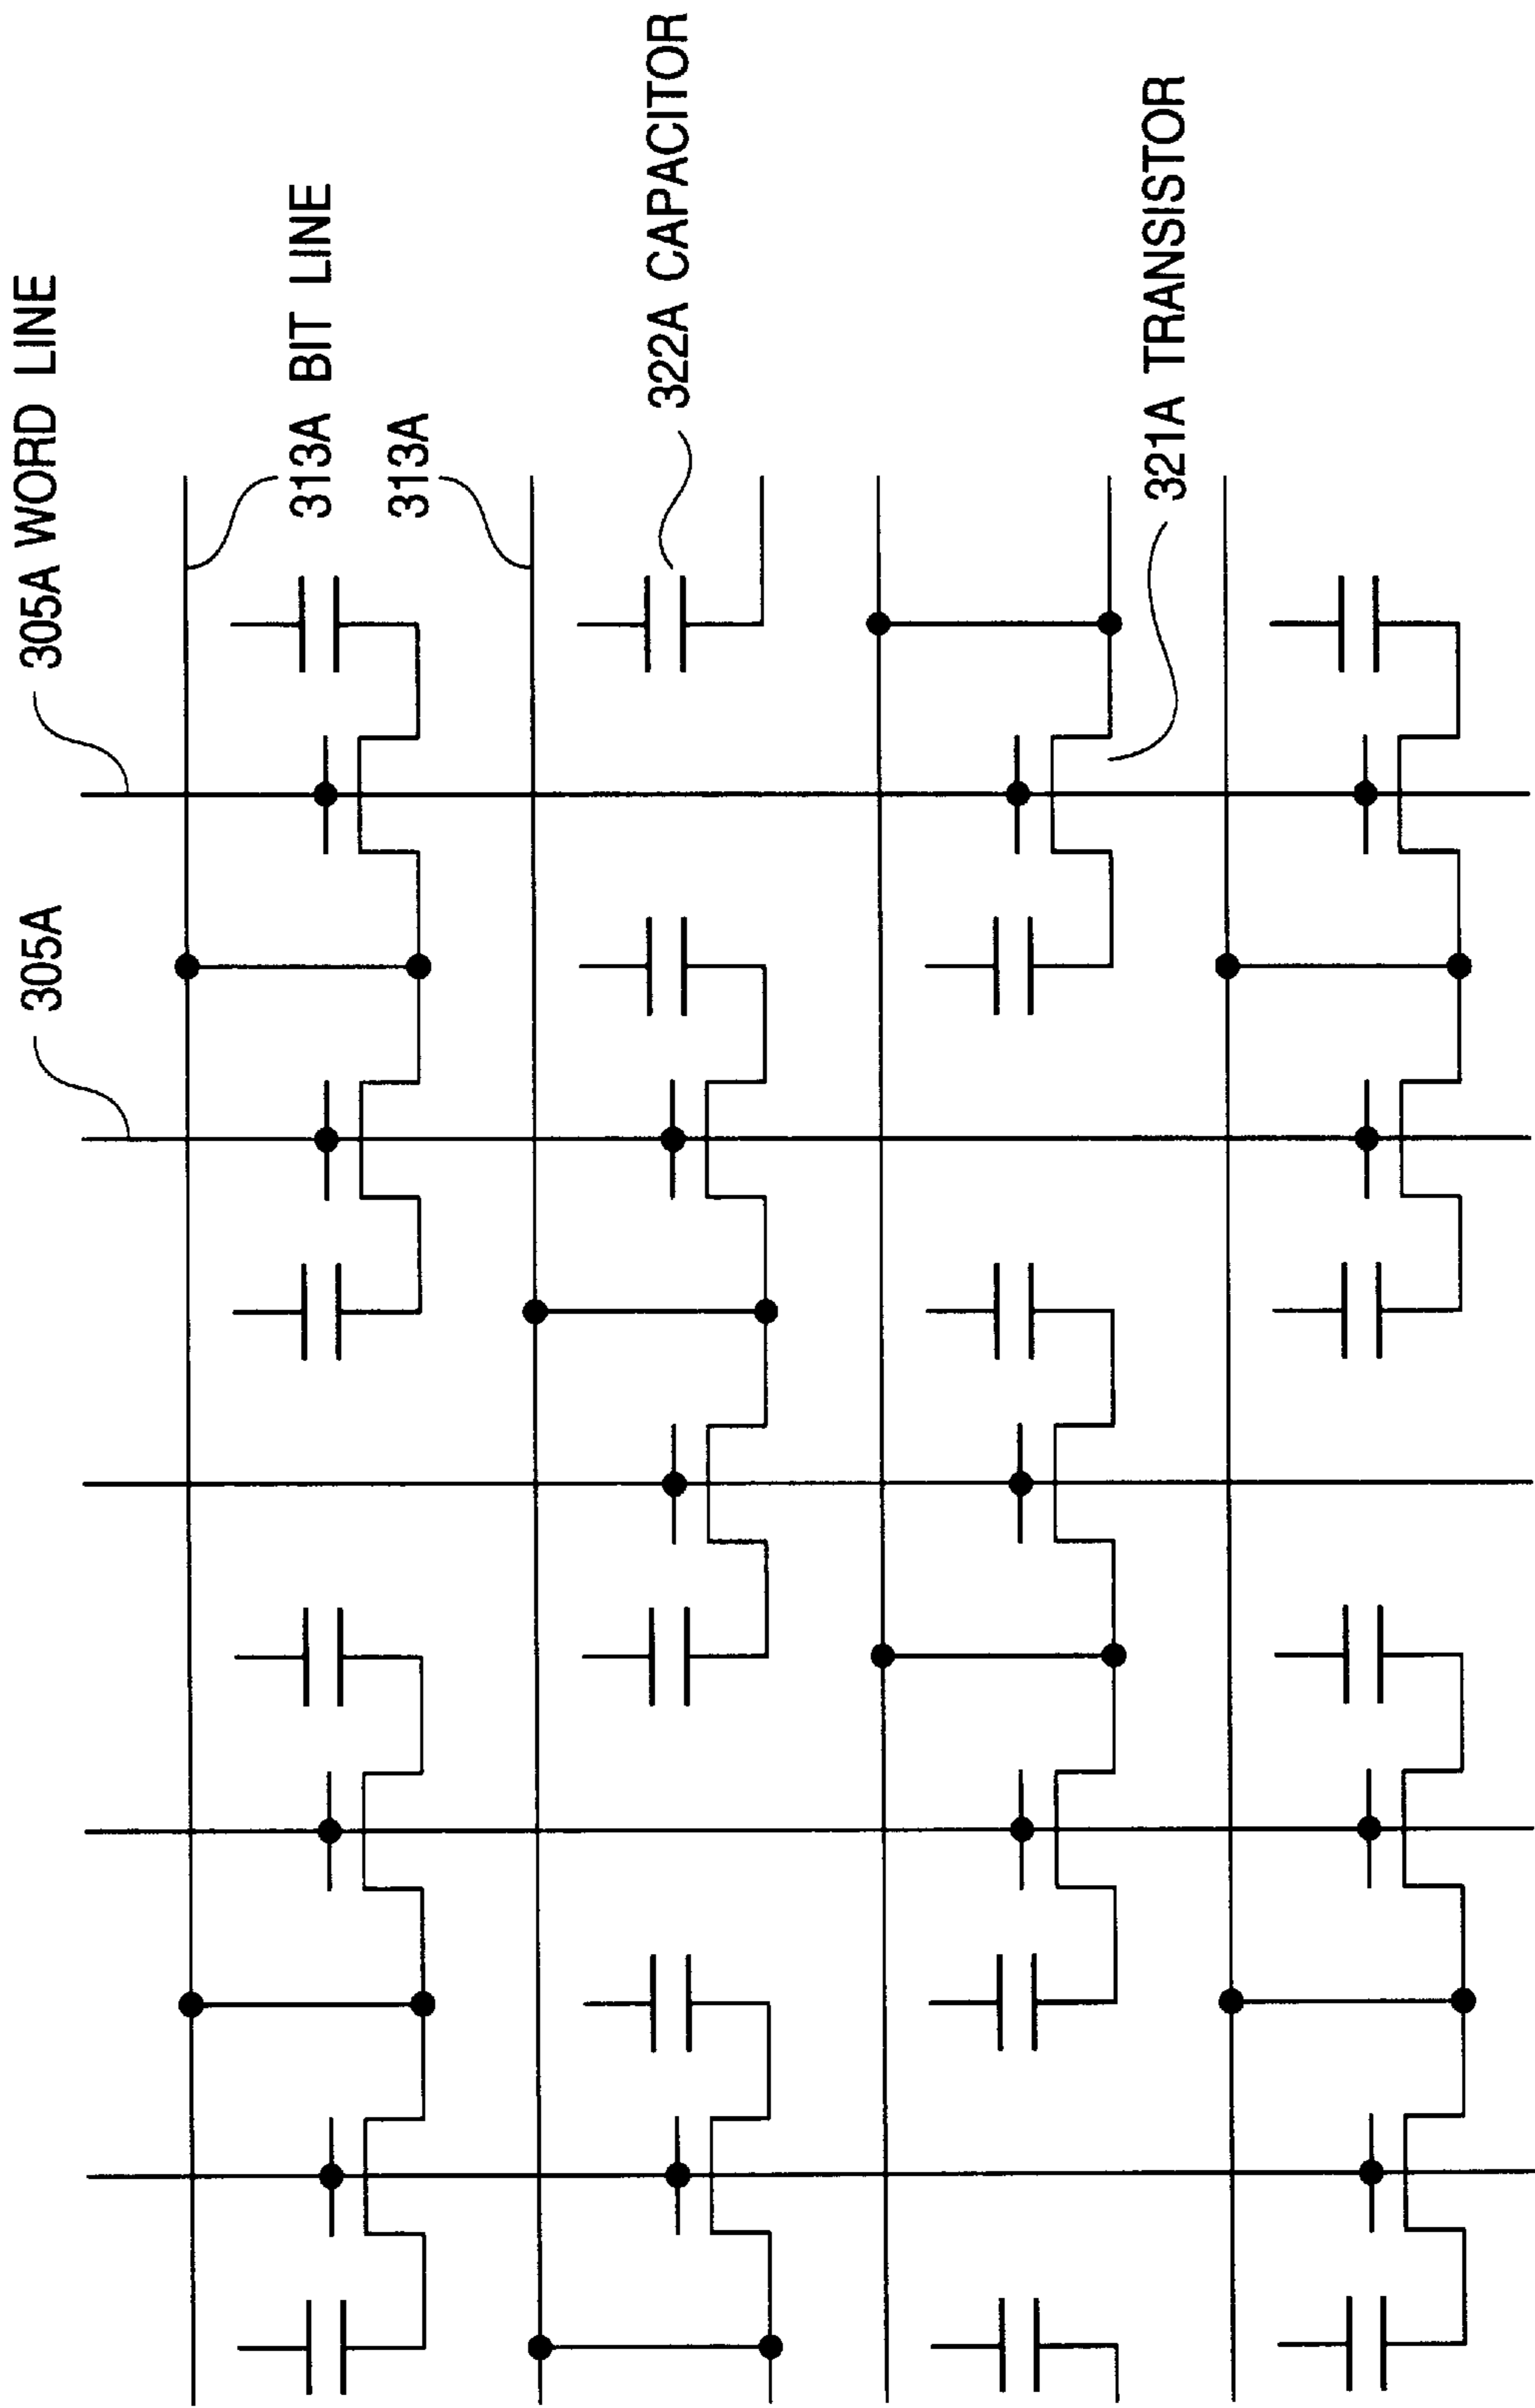 305A WORD LINE
313A BIT LINE
313A
322A CAPACITOR
321A TRANSISTOR
305A